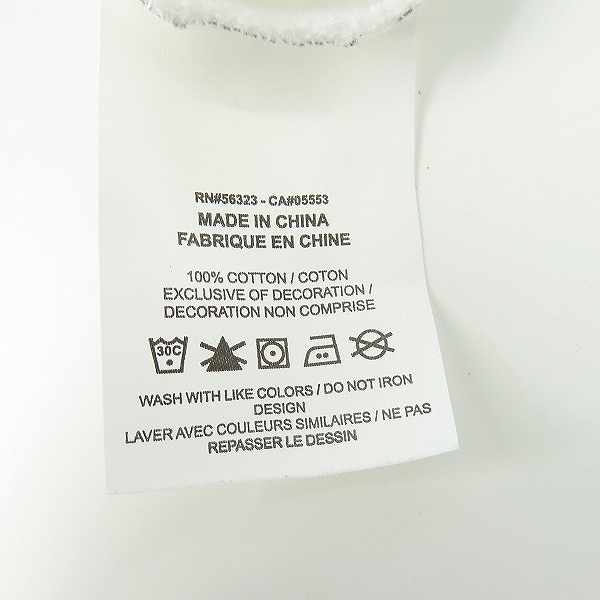 RN#56323 - CA#05553
MADE IN CHINA
FABRIQUE EN CHINE
100% COTTON / COTON
EXCLUSIVE OF DECORATION /
DECORATION NON COMPRISE
30C
WASH WITH LIKE COLORS / DO NOT IRON
DESIGN
LAVER AVEC COULEURS SIMILAIRES / NE PAS
REPASSER LE DESSIN